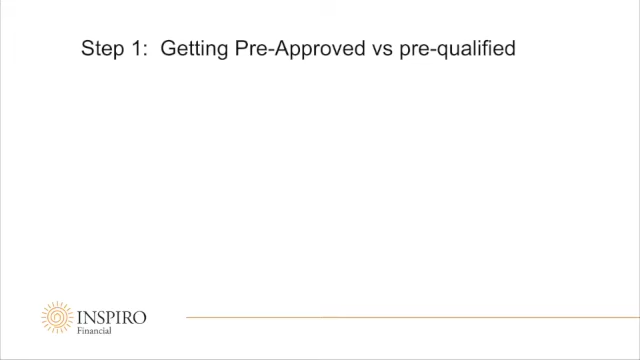 Step 1:  Getting Pre-Approved vs pre-qualified
INSPIRO
Financial